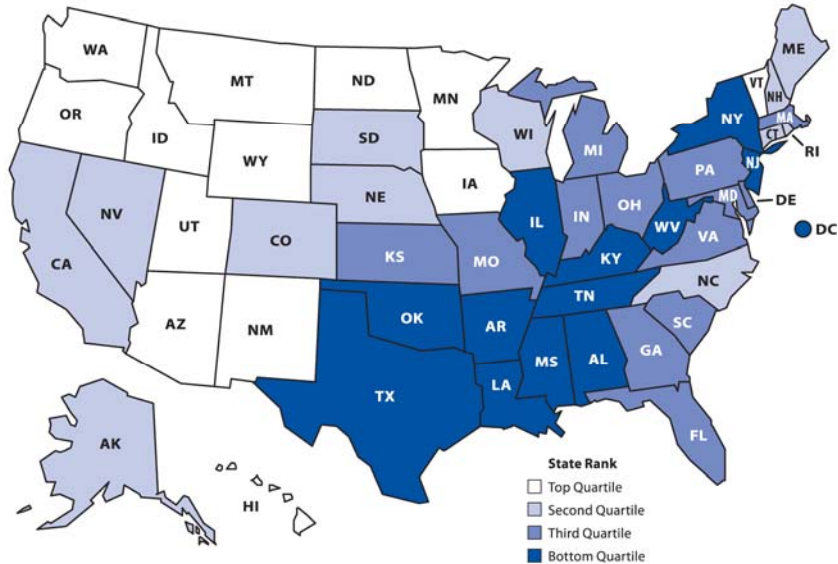 WA
MT
ND
MN
OR
ID
WY
SD
WI
MI
IA
NE
NV
UT
CO
CA
AZ
NM
KS
MO
IL
IN
OH
PA
NY
VT
NH
ME
MA
CT
RI
NJ
DE
MD
DC
WV
VA
KY
NC
TN
SC
OK
AR
GA
AL
MS
LA
TX
FL
AK
HI
State Rank
Top Quartile
Second Quartile
Third Quartile
Bottom Quartile